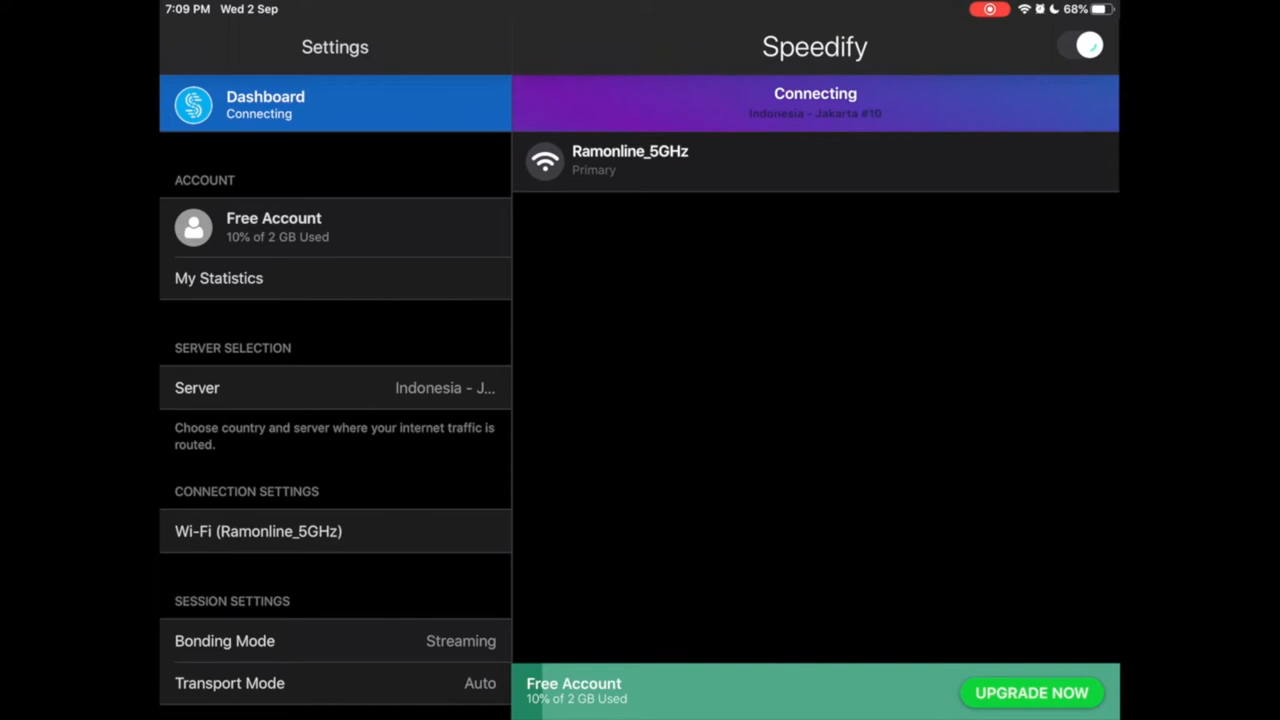 7:09 PM Wed 2 Sep
68%
Settings
Dashboard
Connecting
ACCOUNT
Free Account
10% of 2 GB Used
My Statistics
SERVER SELECTION
Server Indonesia - J...
Choose country and server where your internet traffic is
routed.
CONNECTION SETTINGS
Wi-Fi (Ramonline_5GHz)
SESSION SETTINGS
Bonding Mode Streaming
Transport Mode Auto
Speedify
Connecting
Indonesia - Jakarta #10
Ramonline_5GHz
Primary
Free Account
10% of 2 GB Used
UPGRADE NOW